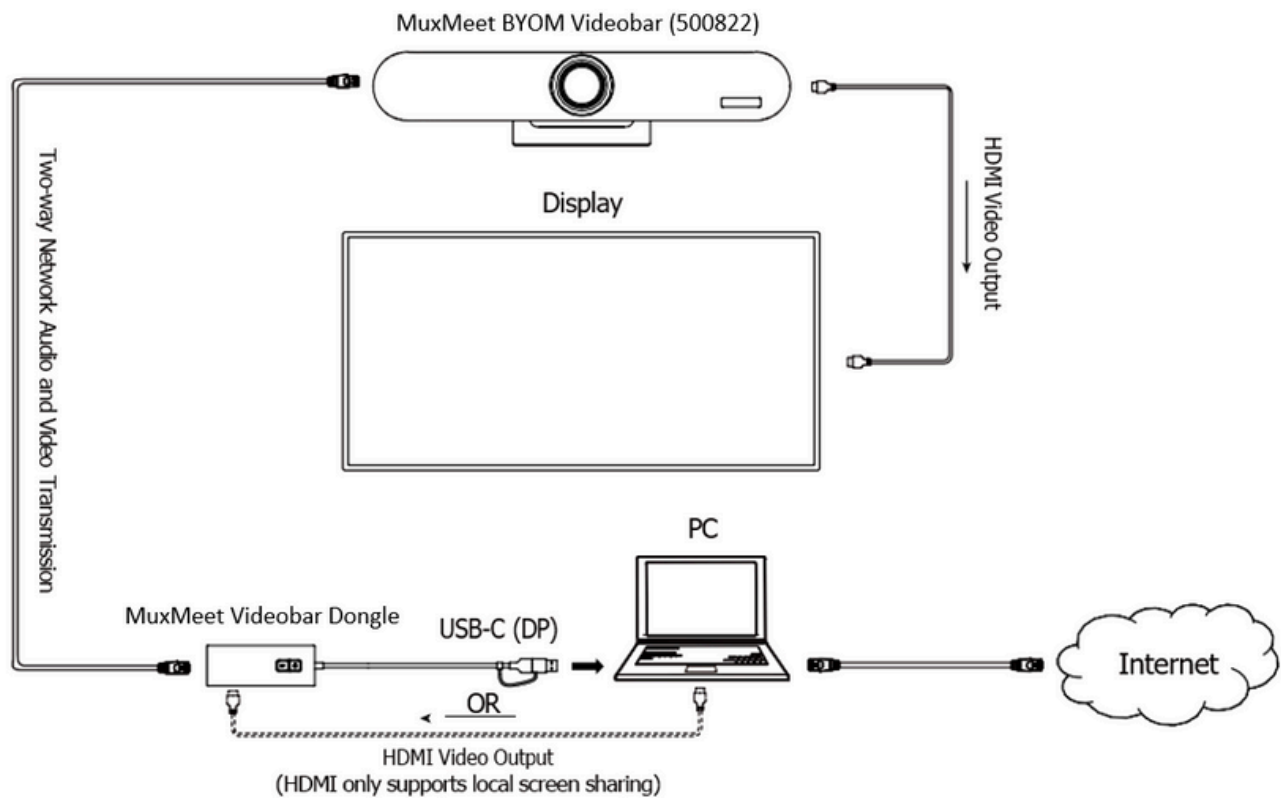 MuxMeet BYOM Videobar (500822)
Two-way Network Audio and Video Transmission
HDMI Video Output
Display
PC
MuxMeet Videobar Dongle
USB-C (DP)
Internet
OR
HDMI Video Output
(HDMI only supports local screen sharing)